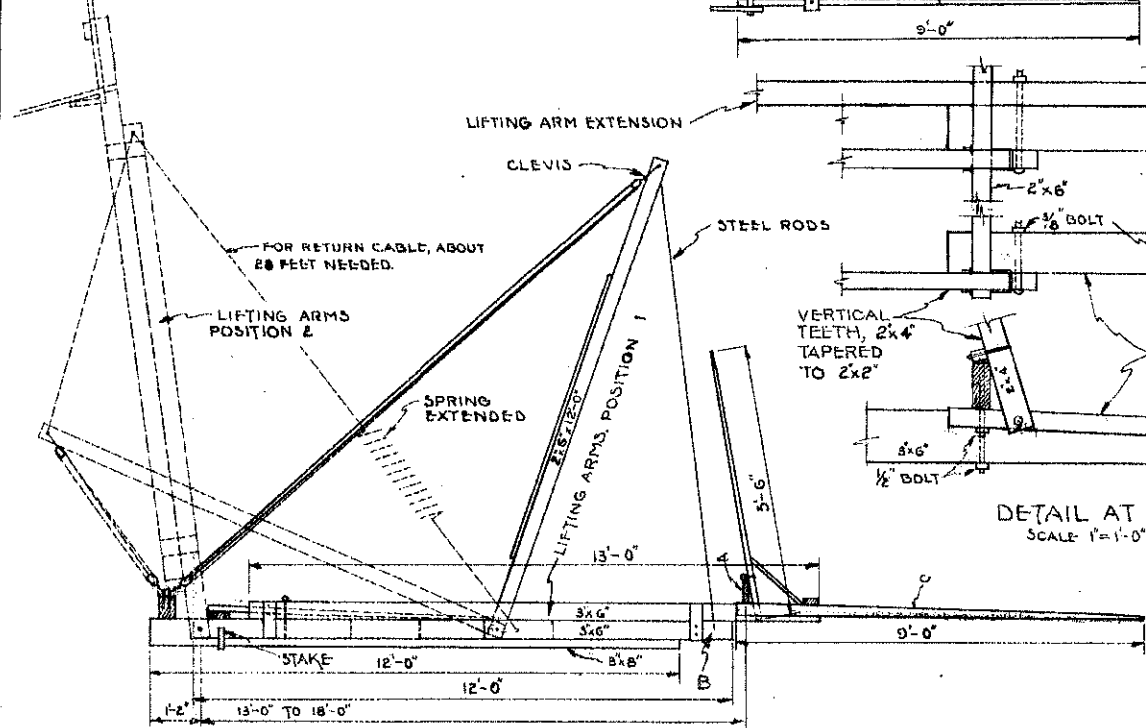 9'-0"
LIFTING ARM EXTENSION
CLEVIS
2"x6"
3/8" BOLT
STEEL RODS
FOR RETURN CABLE, ABOUT
28 FEET NEEDED.
LIFTING ARMS
POSITION 2
VERTICAL
TEETH, 2"x4"
TAPERED
TO 2"x2"
2"x4"
SPRING
EXTENDED
2"x6"x12'-0"
LIFTING ARMS, POSITION 1
5'-6"
3"x6"
1/2" BOLT
DETAIL AT
SCALE 1"=1'-0"
13'-0"
A
C
3"x6"
3"x6"
9'-0"
STAKE
12'-0"
8"x8"
B
12'-0"
1'-2"
13'-0" TO 18'-0"